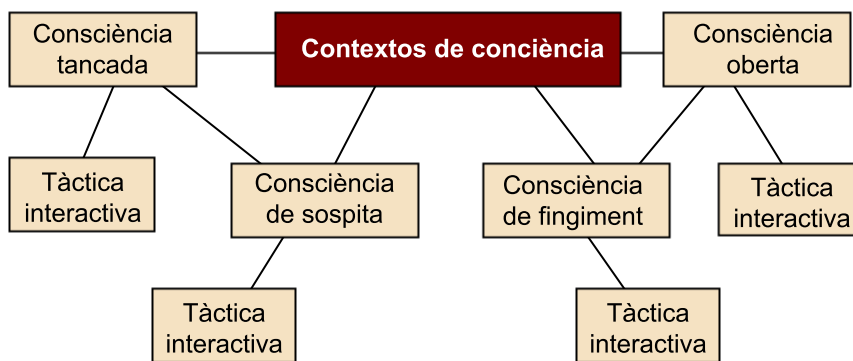 Consciència
tancada
Contextos de conciència
Consciència
oberta
Tàctica
interactiva
Consciència
de sospita
Consciència
de fingiment
Tàctica
interactiva
Tàctica
interactiva
Tàctica
interactiva